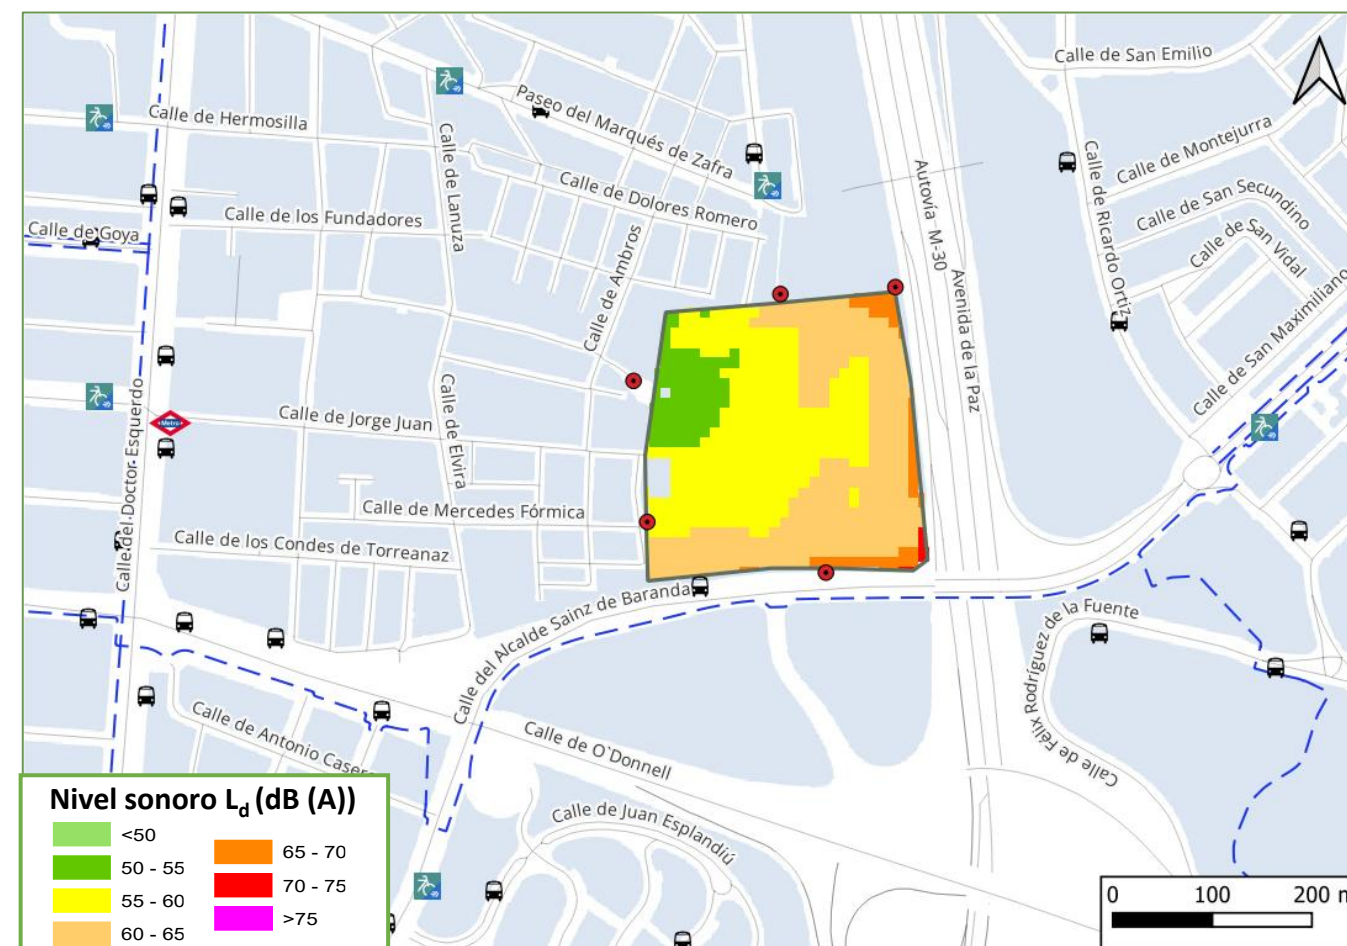 Calle de San Emilio
Paseo del Marqués de Zafra
Calle de Hermosilla
Calle de Montejurra
Calle de Lanuza
Calle de Ricardo Ortiz
Autovía M-30
Calle de Dolores Romero
Calle de San Secundino
Calle de los Fundadores
Calle de Goya
Calle de San Vidal
Calle de Ambros
Avenida de la Paz
Calle de San Maximiliano
Calle del Doctor Esquerdo
Calle de Elvira
Calle de Jorge Juan
Metro
Calle de Mercedes Fórmica
Calle de los Condes de Torreanaz
Calle del Alcalde Sainz de Baranda
Calle de Félix Rodríguez de la Fuente
Calle de Antonio Casero
Calle de O`Donnell
Calle de Juan Esplandiú
Nivel sonoro Ld (dB (A))
<50
50 - 55
55 - 60
60 - 65
65 - 70
70 - 75
>75
0 100 200 m